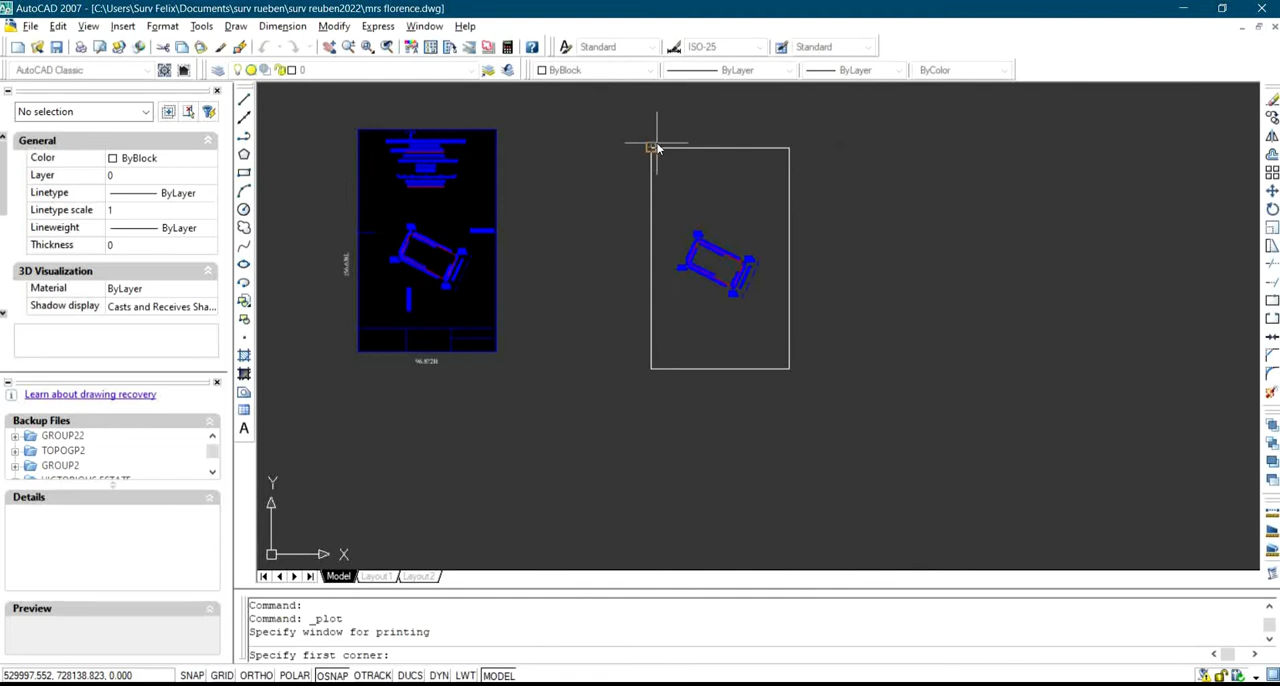 AutoCAD 2007 - [C:\Users\Surv Felix\Documents\surv rueben\surv reuben2022\mrs florence.dwg]
File Edit View Insert Format Tools Draw Dimension Modify Express Window Help
Standard ISO-25 Standard
AutoCAD Classic 0 ByBlock ByLayer ByLayer ByColor
No selection
General
Color ByBlock
Layer 0
Linetype ByLayer
Linetype scale 1
Lineweight ByLayer
Thickness 0
3D Visualization
Material ByLayer
Shadow display Casts and Receives Sha...
Learn about drawing recovery
Backup Files
GROUP22
TOPOGP2
GROUP2
VICTORIOUS ESTATE
Details
Preview
Y
X
Model Layout1 Layout2
Command:
Command: _plot
Specify window for printing
Specify first corner:
529997.552, 728138.823, 0.000 SNAP GRID ORTHO POLAR OSNAP OTRACK DUCS DYN LWT MODEL